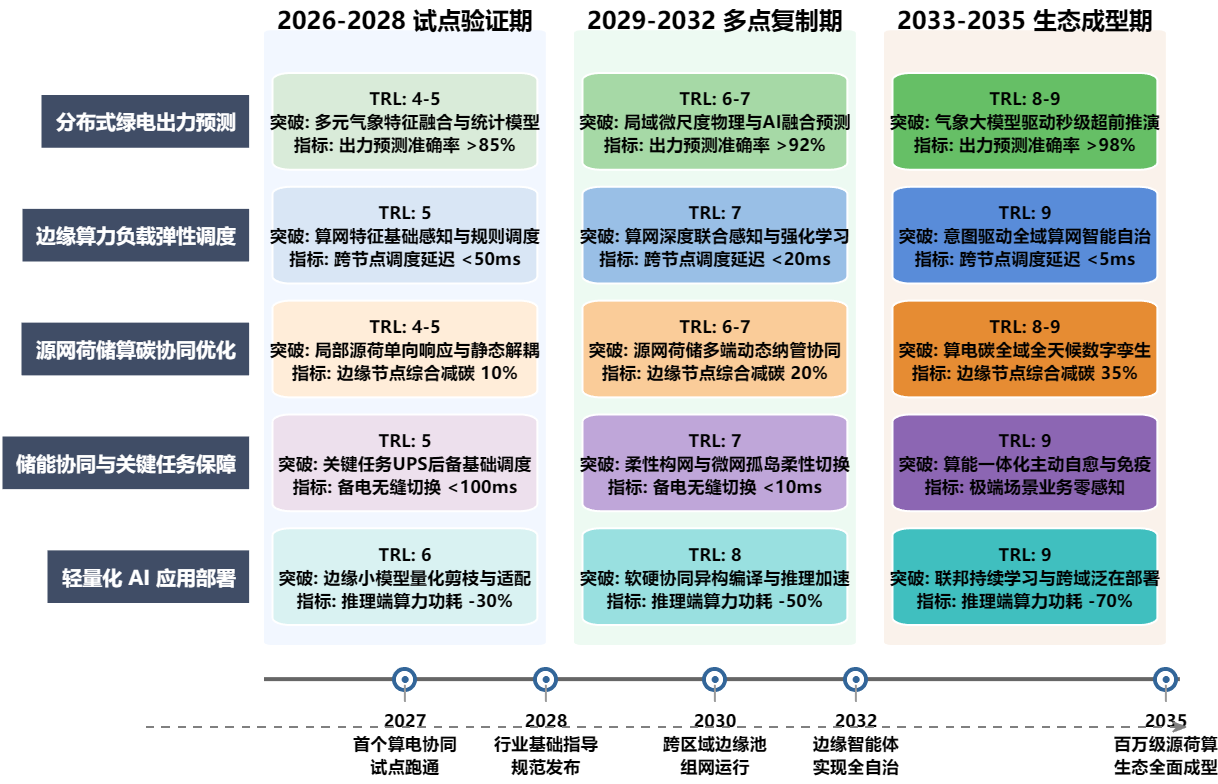 2026-2028 试点验证期
2029-2032 多点复制期
2033-2035 生态成型期
分布式绿电出力预测
TRL: 4-5
突破: 多元气象特征融合与统计模型
指标: 出力预测准确率 >85%
TRL: 6-7
突破: 局域微尺度物理与AI融合预测
指标: 出力预测准确率 >92%
TRL: 8-9
突破: 气象大模型驱动秒级超前推演
指标: 出力预测准确率 >98%
边缘算力负载弹性调度
TRL: 5
突破: 算网特征基础感知与规则调度
指标: 跨节点调度延迟 <50ms
TRL: 7
突破: 算网深度联合感知与强化学习
指标: 跨节点调度延迟 <20ms
TRL: 9
突破: 意图驱动全域算网智能自治
指标: 跨节点调度延迟 <5ms
源网荷储算碳协同优化
TRL: 4-5
突破: 局部源荷单向响应与静态解耦
指标: 边缘节点综合减碳 10%
TRL: 6-7
突破: 源网荷储多端动态纳管协同
指标: 边缘节点综合减碳 20%
TRL: 8-9
突破: 算电碳全域全天候数字孪生
指标: 边缘节点综合减碳 35%
储能协同与关键任务保障
TRL: 5
突破: 关键任务UPS后备基础调度
指标: 备电无缝切换 <100ms
TRL: 7
突破: 柔性构网与微网孤岛柔性切换
指标: 备电无缝切换 <10ms
TRL: 9
突破: 算能一体化主动自愈与免疫
指标: 极端场景业务零感知
轻量化 AI 应用部署
TRL: 6
突破: 边缘小模型量化剪枝与适配
指标: 推理端算力功耗 -30%
TRL: 8
突破: 软硬协同异构编译与推理加速
指标: 推理端算力功耗 -50%
TRL: 9
突破: 联邦持续学习与跨域泛在部署
指标: 推理端算力功耗 -70%
2027
首个算电协同
试点跑通
2028
行业基础指导
规范发布
2030
跨区域边缘池
组网运行
2032
边缘智能体
实现全自治
2035
百万级源荷算
生态全面成型